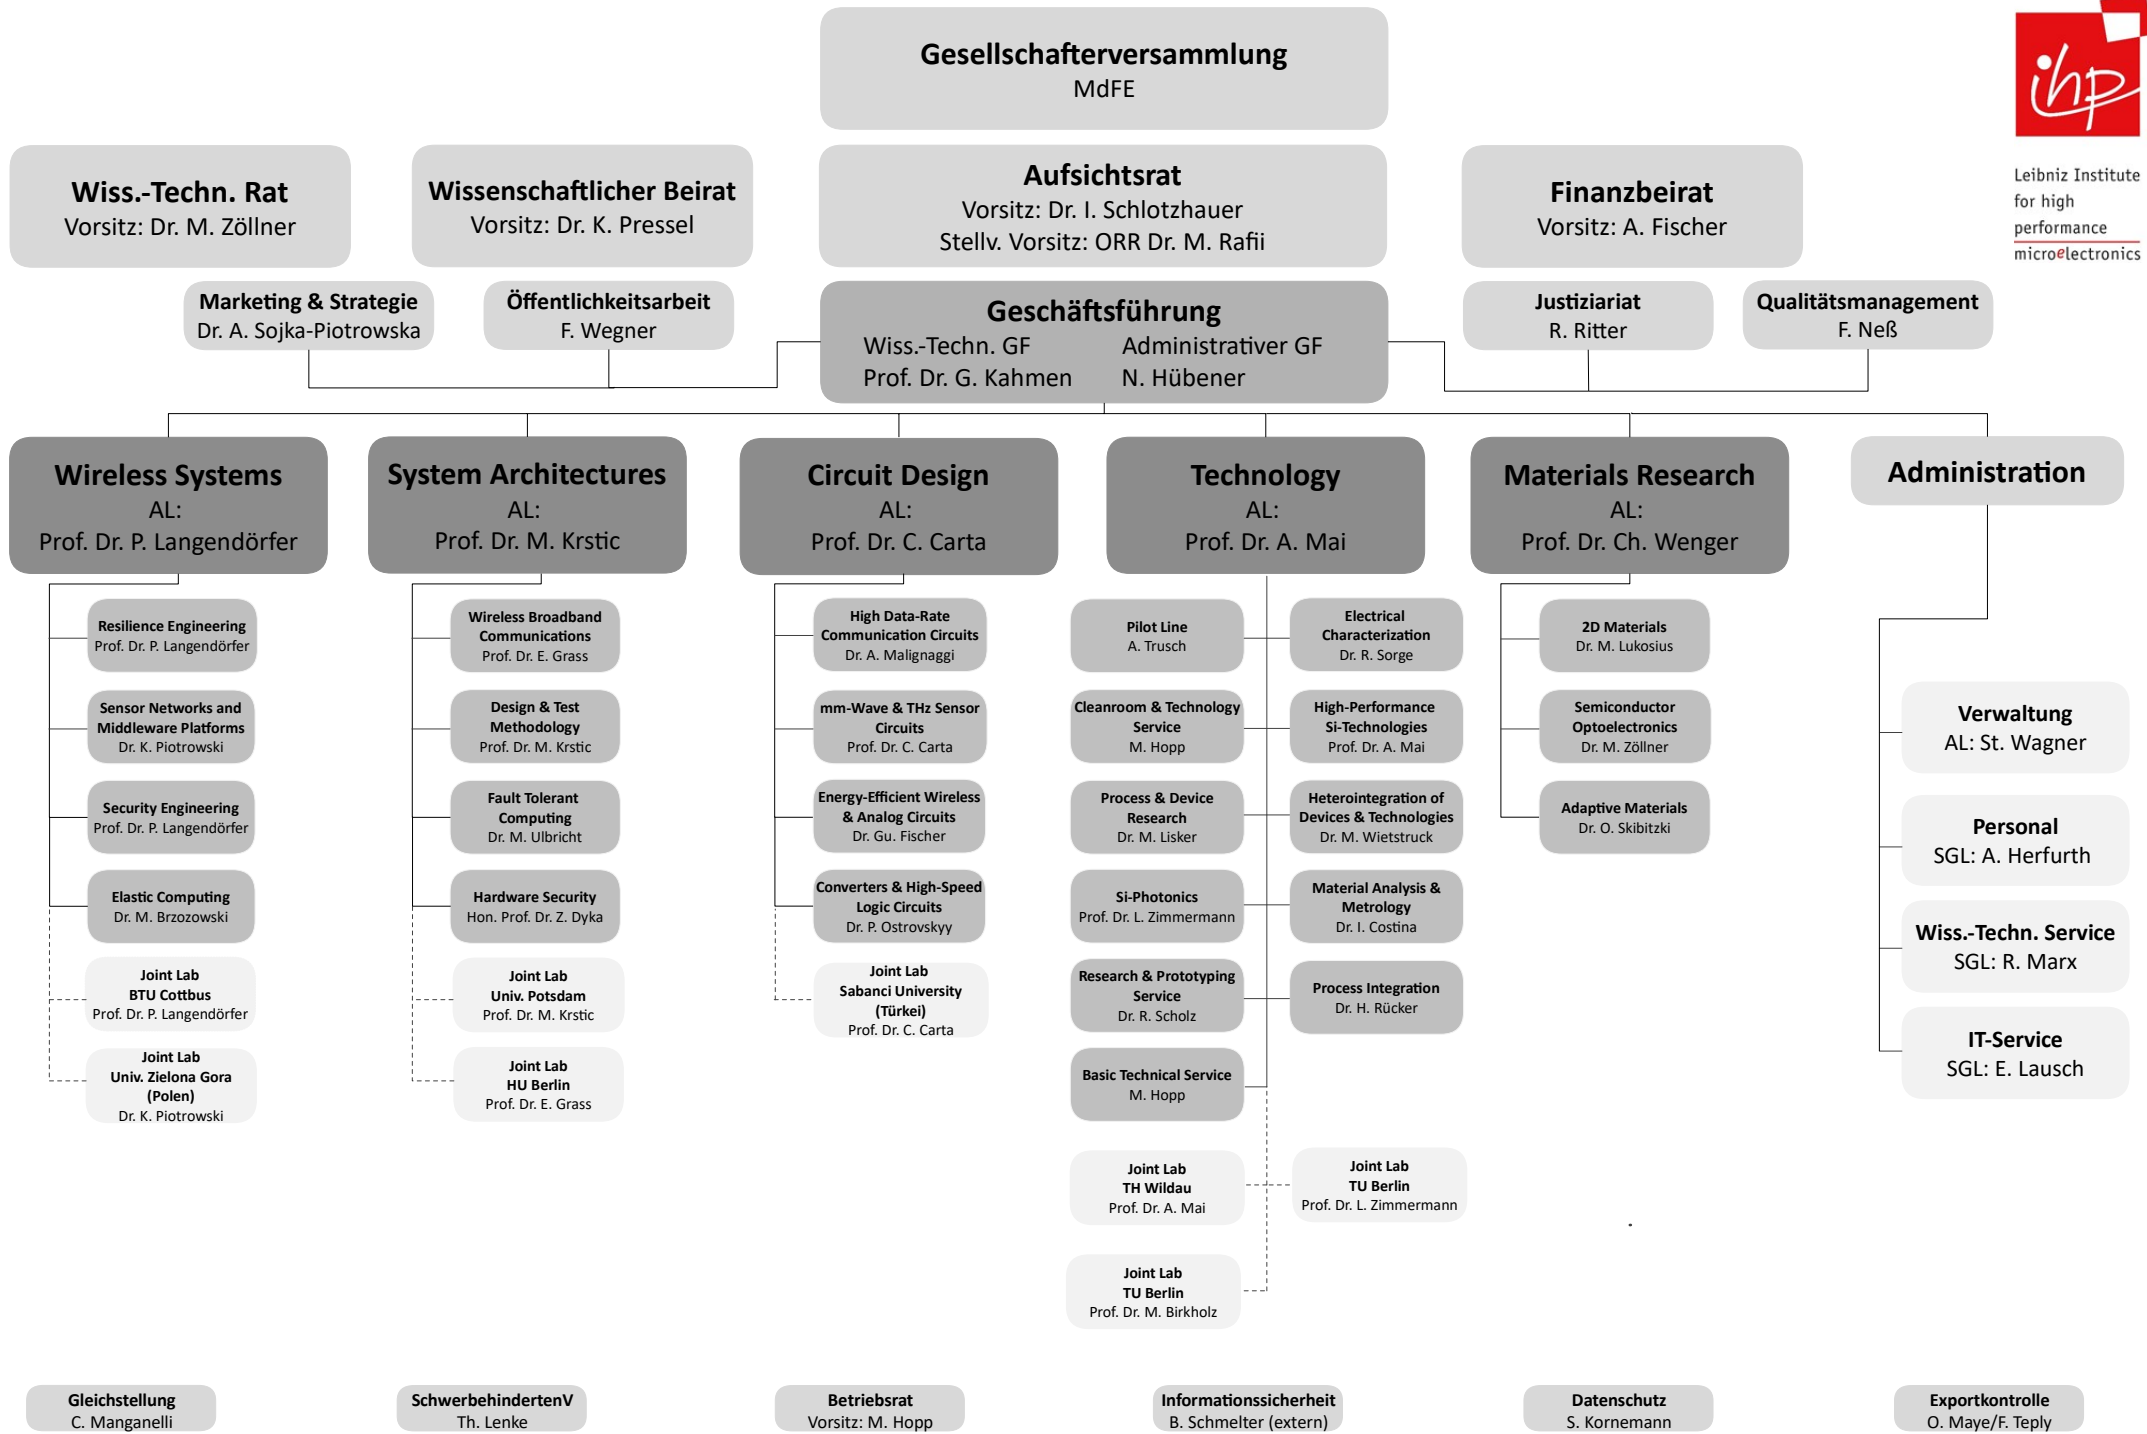 Gesellschafterversammlung
MdFE
ihp
Leibniz Institute
for high
performance
microelectronics
Wiss.-Techn. Rat
Vorsitz: Dr. M. Zöllner
Wissenschaftlicher Beirat
Vorsitz: Dr. K. Pressel
Aufsichtsrat
Vorsitz: Dr. I. Schlotzhauer
Stellv. Vorsitz: ORR Dr. M. Rafii
Finanzbeirat
Vorsitz: A. Fischer
Marketing & Strategie
Dr. A. Sojka-Piotrowska
Öffentlichkeitsarbeit
F. Wegner
Geschäftsführung
Wiss.-Techn. GF
Prof. Dr. G. Kahmen
Administrativer GF
N. Hübener
Justiziariat
R. Ritter
Qualitätsmanagement
F. Neß
Wireless Systems
AL:
Prof. Dr. P. Langendörfer
System Architectures
AL:
Prof. Dr. M. Krstic
Circuit Design
AL:
Prof. Dr. C. Carta
Technology
AL:
Prof. Dr. A. Mai
Materials Research
AL:
Prof. Dr. Ch. Wenger
Administration
Resilience Engineering
Prof. Dr. P. Langendörfer
Sensor Networks and
Middleware Platforms
Dr. K. Piotrowski
Security Engineering
Prof. Dr. P. Langendörfer
Elastic Computing
Dr. M. Brzozowski
Joint Lab
BTU Cottbus
Prof. Dr. P. Langendörfer
Joint Lab
Univ. Zielona Gora
(Polen)
Dr. K. Piotrowski
Wireless Broadband
Communications
Prof. Dr. E. Grass
Design & Test
Methodology
Prof. Dr. M. Krstic
Fault Tolerant
Computing
Dr. M. Ulbricht
Hardware Security
Hon. Prof. Dr. Z. Dyka
Joint Lab
Univ. Potsdam
Prof. Dr. M. Krstic
Joint Lab
HU Berlin
Prof. Dr. E. Grass
High Data-Rate
Communication Circuits
Dr. A. Malignaggi
mm-Wave & THz Sensor
Circuits
Prof. Dr. C. Carta
Energy-Efficient Wireless
& Analog Circuits
Dr. Gu. Fischer
Converters & High-Speed
Logic Circuits
Dr. P. Ostrovskyy
Joint Lab
Sabanci University
(Türkei)
Prof. Dr. C. Carta
Pilot Line
A. Trusch
Cleanroom & Technology
Service
M. Hopp
Process & Device
Research
Dr. M. Lisker
Si-Photonics
Prof. Dr. L. Zimmermann
Research & Prototyping
Service
Dr. R. Scholz
Basic Technical Service
M. Hopp
Joint Lab
TH Wildau
Prof. Dr. A. Mai
Joint Lab
TU Berlin
Prof. Dr. M. Birkholz
Electrical
Characterization
Dr. R. Sorge
High-Performance
Si-Technologies
Prof. Dr. A. Mai
Heterointegration of
Devices & Technologies
Dr. M. Wietstruck
Material Analysis &
Metrology
Dr. I. Costina
Process Integration
Dr. H. Rücker
Joint Lab
TU Berlin
Prof. Dr. L. Zimmermann
2D Materials
Dr. M. Lukosius
Semiconductor
Optoelectronics
Dr. M. Zöllner
Adaptive Materials
Dr. O. Skibitzki
Verwaltung
AL: St. Wagner
Personal
SGL: A. Herfurth
Wiss.-Techn. Service
SGL: R. Marx
IT-Service
SGL: E. Lausch
Gleichstellung
C. Manganelli
SchwerbehindertenV
Th. Lenke
Betriebsrat
Vorsitz: M. Hopp
Informationssicherheit
B. Schmelter (extern)
Datenschutz
S. Kornemann
Exportkontrolle
O. Maye/F. Teply